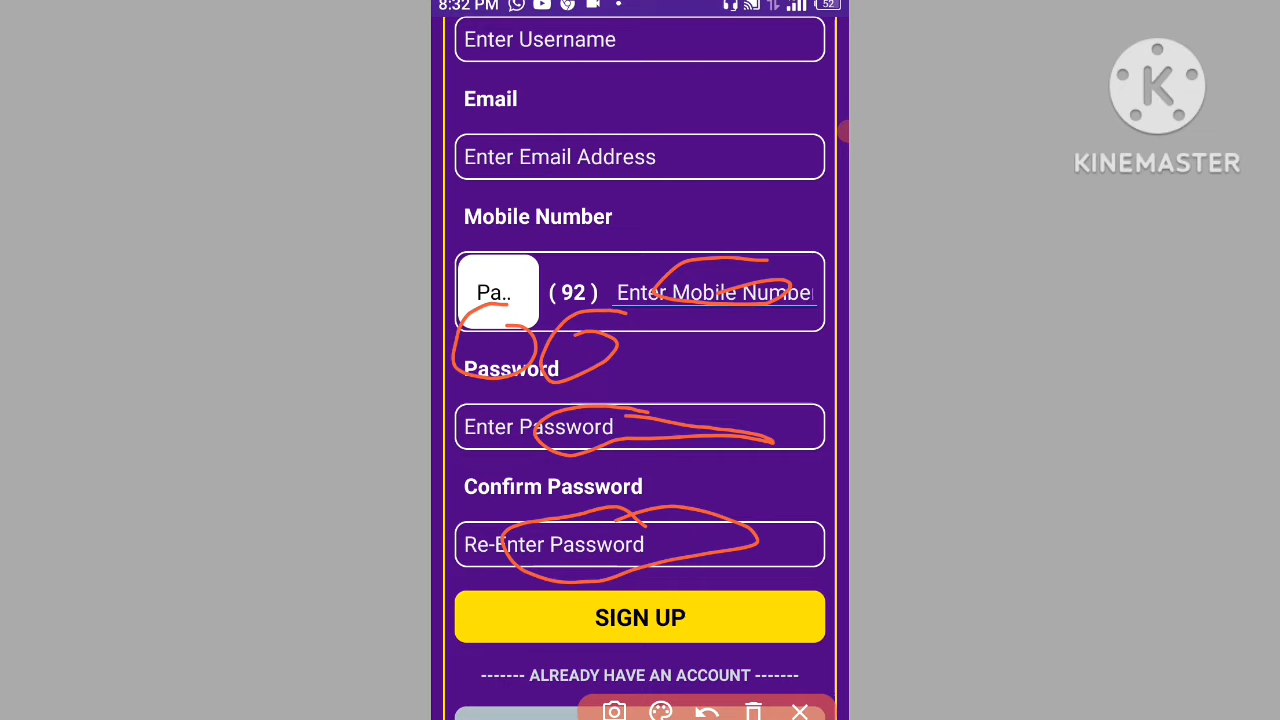 8:32 PM
52
Enter Username
Email
Enter Email Address
Mobile Number
Pa.. ( 92 ) Enter Mobile Number
Password
Enter Password
Confirm Password
Re-Enter Password
SIGN UP
------- ALREADY HAVE AN ACCOUNT -------
K
KINEMASTER